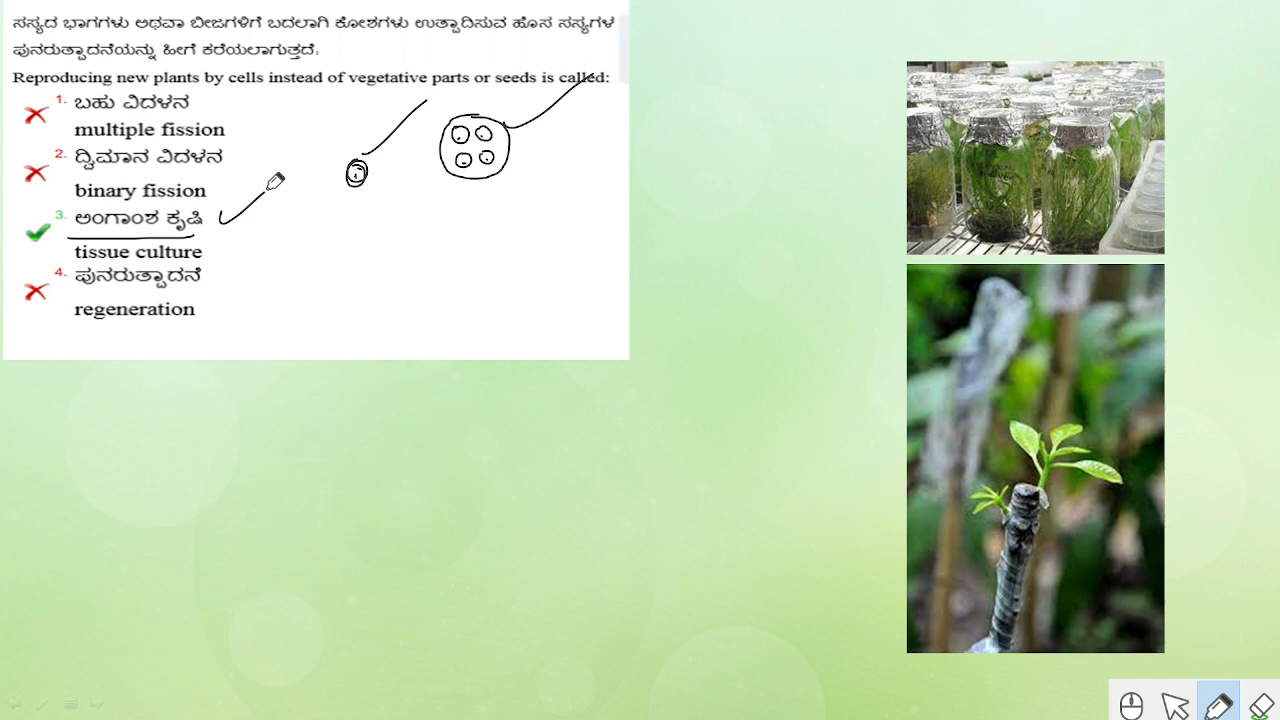 ಸಸ್ಯದ ಭಾಗಗಳು ಅಥವಾ ಬೀಜಗಳಿಗೆ ಬದಲಾಗಿ ಕೋಶಗಳು ಉತ್ಪಾದಿಸುವ ಹೊಸ ಸಸ್ಯಗಳ
ಪುನರುತ್ಪಾದನೆಯನ್ನು ಹೀಗೆ ಕರೆಯಲಾಗುತ್ತದೆ:
Reproducing new plants by cells instead of vegetative parts or seeds is called:
1. ಬಹು ವಿದಳನ
multiple fission
2. ದ್ವಿಮಾನ ವಿದಳನ
binary fission
3. ಅಂಗಾಂಶ ಕೃಷಿ
tissue culture
4. ಪುನರುತ್ಪಾದನೆ
regeneration